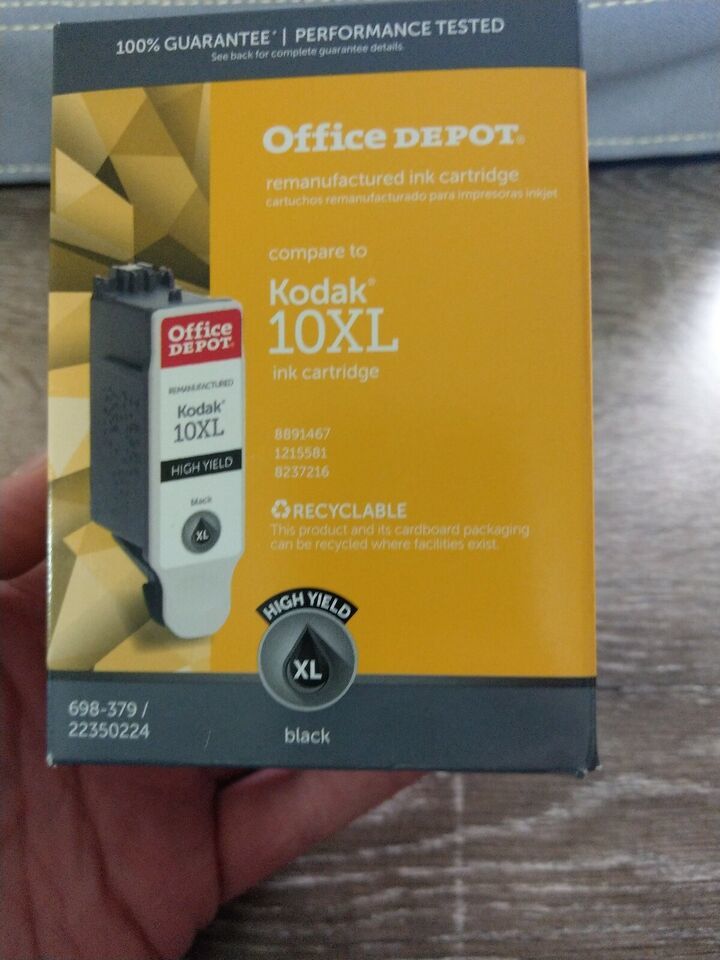 100% GUARANTEE* | PERFORMANCE TESTED
See back for complete guarantee details.
Office DEPOT®
remanufactured ink cartridge
cartuchos remanufacturado para impresoras inkjet
compare to
Kodak®
10XL
ink cartridge
8891467
1215581
8237216
RECYCLABLE
This product and its cardboard packaging
can be recycled where facilities exist.
Office
DEPOT®
REMANUFACTURED
Kodak®
10XL
HIGH YIELD
black
XL
HIGH YIELD
XL
black
698-379 /
22350224